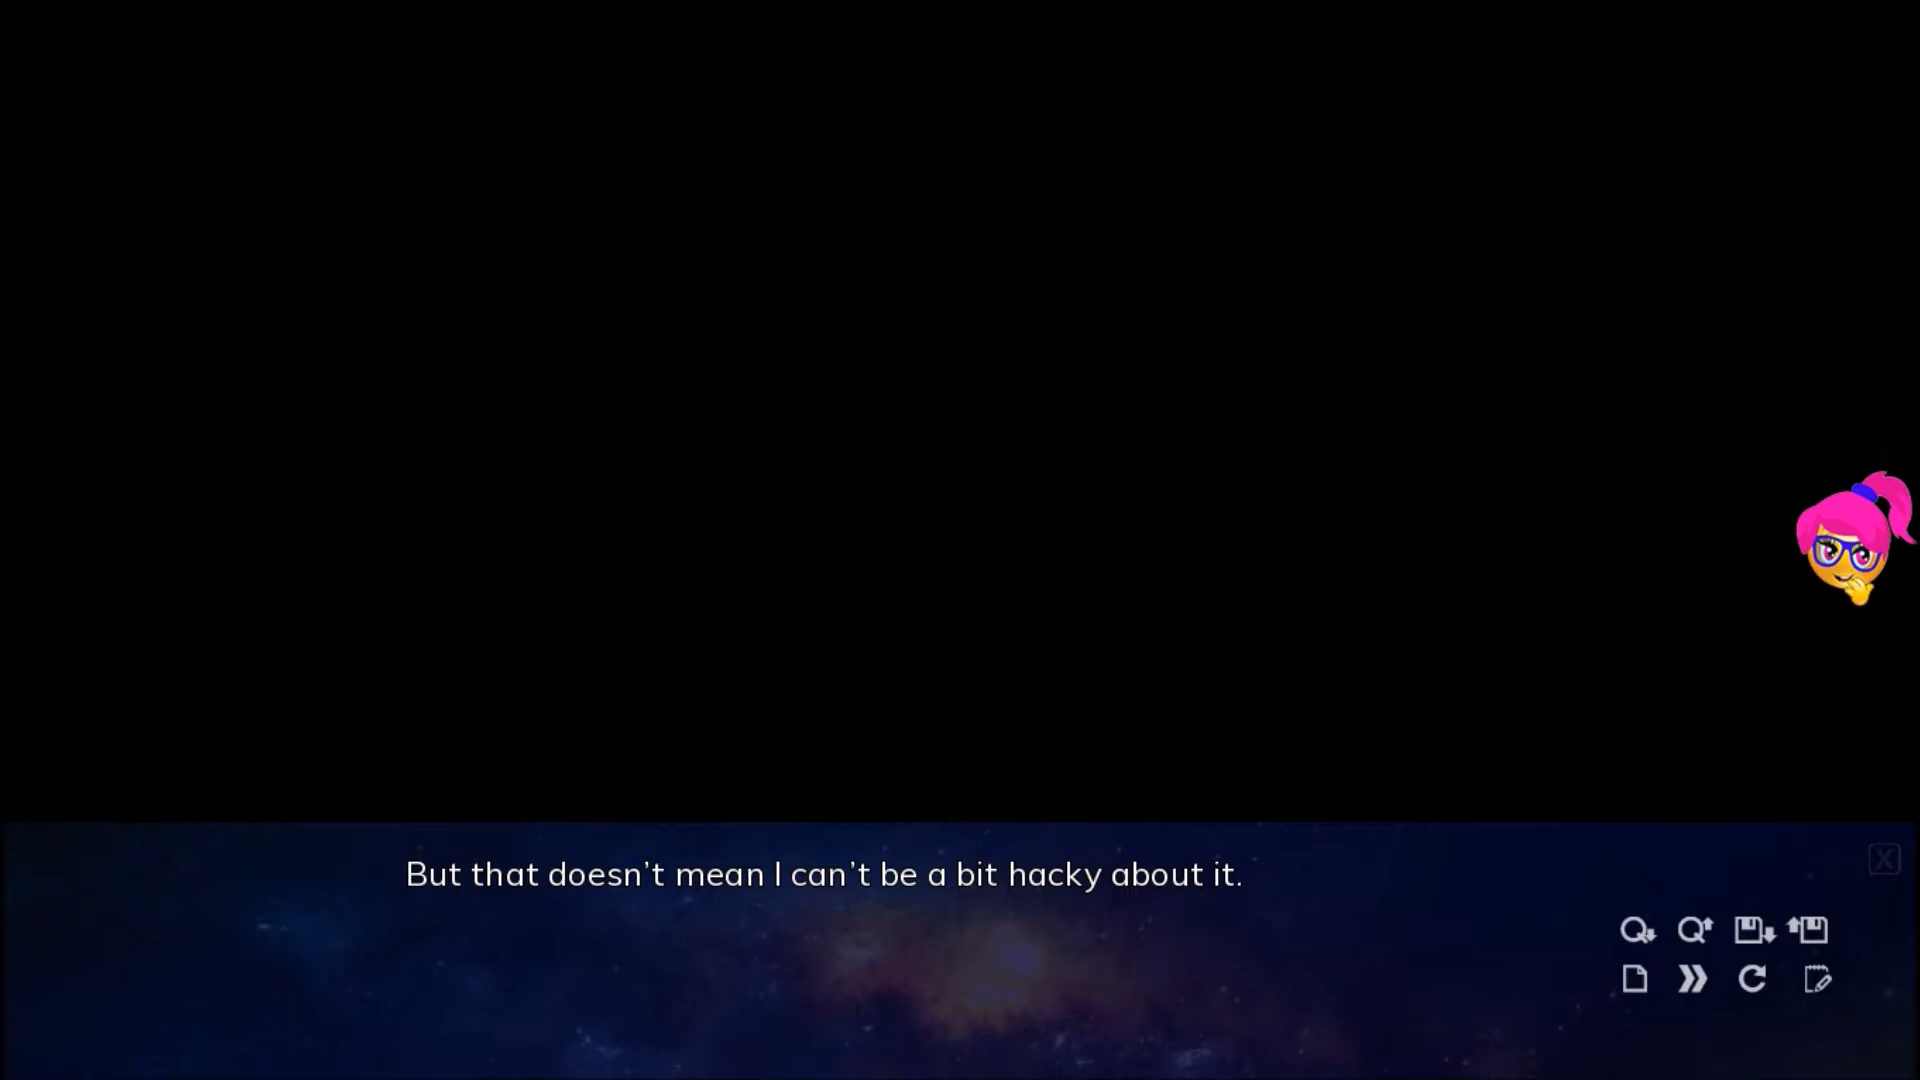 But that doesn’t mean I can’t be a bit hacky about it.
X